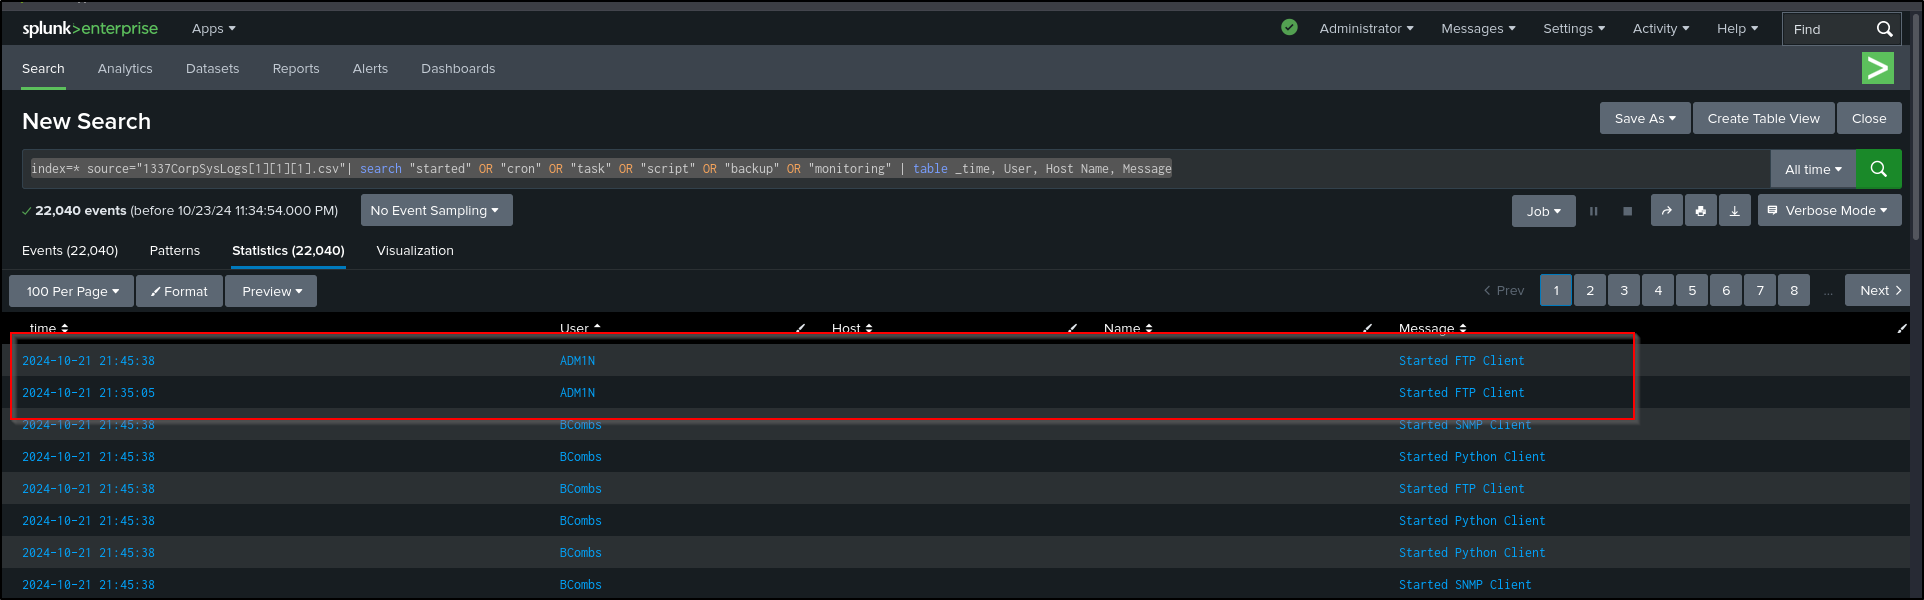 splunk>enterprise Apps Administrator Messages Settings Activity Help Find
Search Analytics Datasets Reports Alerts Dashboards >
New Search Save As Create Table View Close
index=* source="1337CorpSysLogs[1][1][1].csv"| search "started" OR "cron" OR "task" OR "script" OR "backup" OR "monitoring" | table _time, User, Host Name, Message All time
22,040 events (before 10/23/24 11:34:54.000 PM) No Event Sampling Job Verbose Mode
Events (22,040) Patterns Statistics (22,040) Visualization
100 Per Page Format Preview < Prev 1 2 3 4 5 6 7 8 ... Next >
_time User Host Name Message
2024-10-21 21:45:38 ADM1N Started FTP Client
2024-10-21 21:35:05 ADM1N Started FTP Client
2024-10-21 21:45:38 BCombs Started SNMP Client
2024-10-21 21:45:38 BCombs Started Python Client
2024-10-21 21:45:38 BCombs Started FTP Client
2024-10-21 21:45:38 BCombs Started Python Client
2024-10-21 21:45:38 BCombs Started Python Client
2024-10-21 21:45:38 BCombs Started SNMP Client